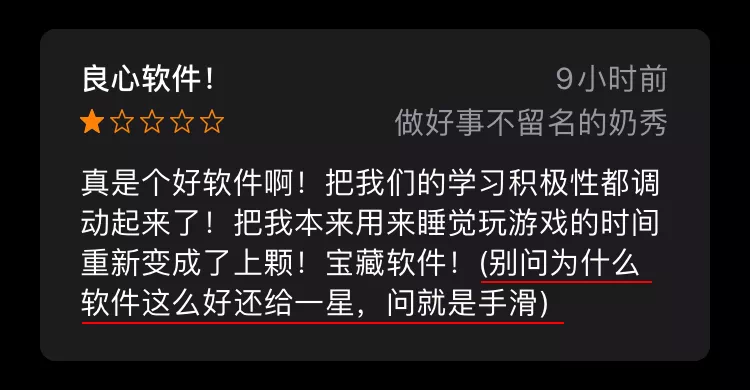 良心软件！
9小时前
做好事不留名的奶秀
真是个好软件啊！把我们的学习积极性都调
动起来了！把我本来用来睡觉玩游戏的时间
重新变成了上颗！宝藏软件！(别问为什么
软件这么好还给一星，问就是手滑)